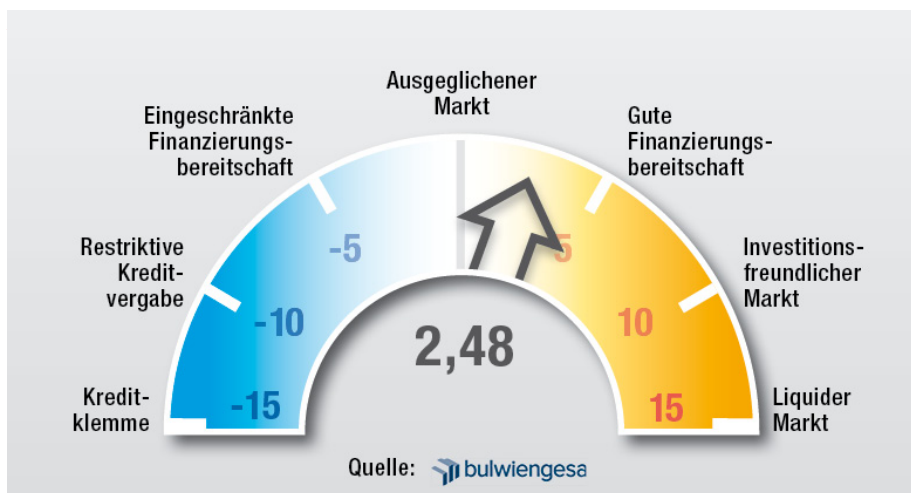 Ausgeglichener
Markt
Eingeschränkte
Finanzierungs-
bereitschaft
Gute
Finanzierungs-
bereitschaft
Restriktive
Kredit-
vergabe
Investitions-
freundlicher
Markt
Kredit-
klemme
Liquider
Markt
-5
5
-10
10
-15
15
2,48
Quelle: bulwiengesa